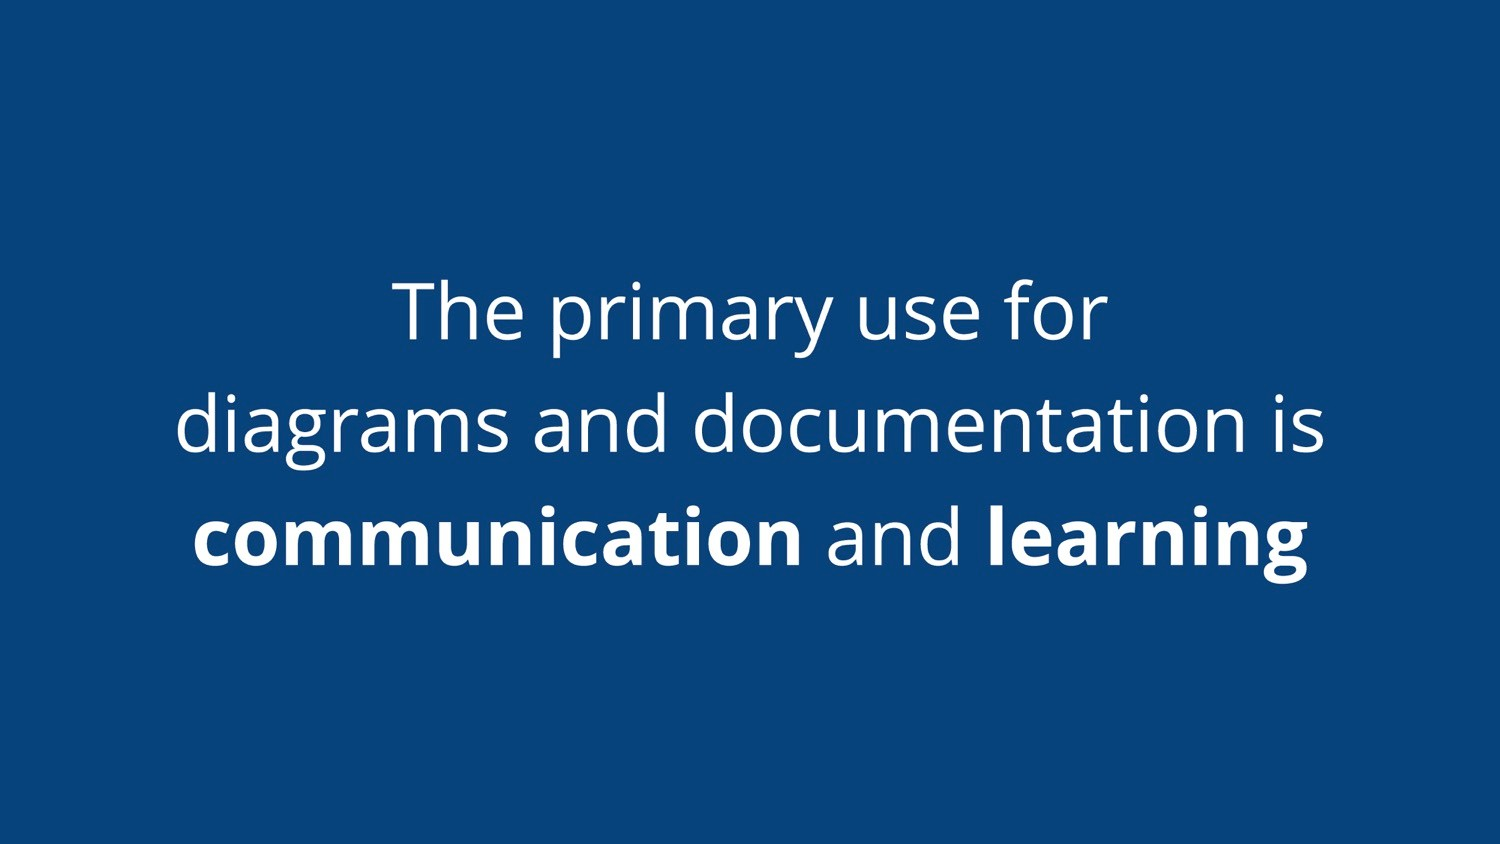 The primary use for
diagrams and documentation is
communication and learning